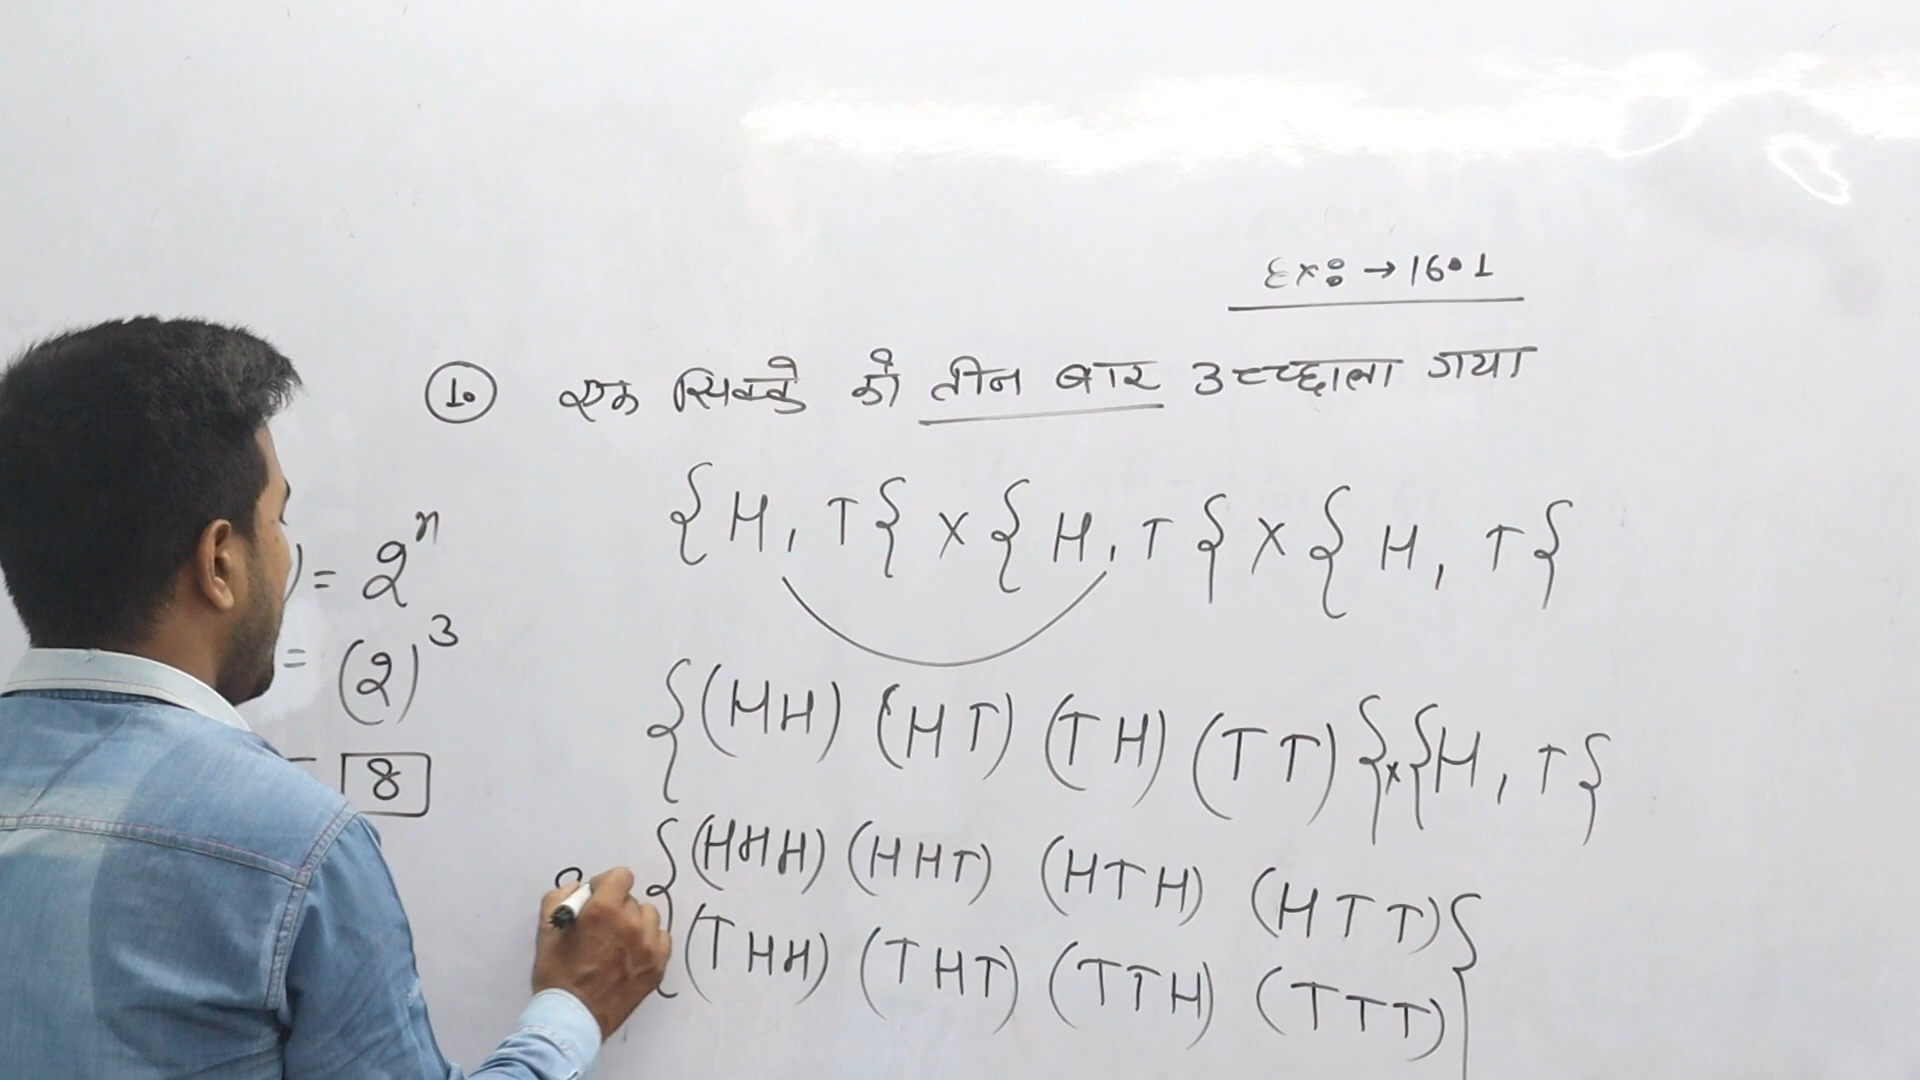 Ex: → 16.1
1. एक सिक्के को तीन बार उच्छाला गया
{H, T} × {H, T} × {H, T}
) = 2ⁿ
= (2)³
= 8
{(HH) (HT) (TH) (TT)} × {H, T}
{(HHH) (HHT) (HTH) (HTT)
(THH) (THT) (TTH) (TTT)}